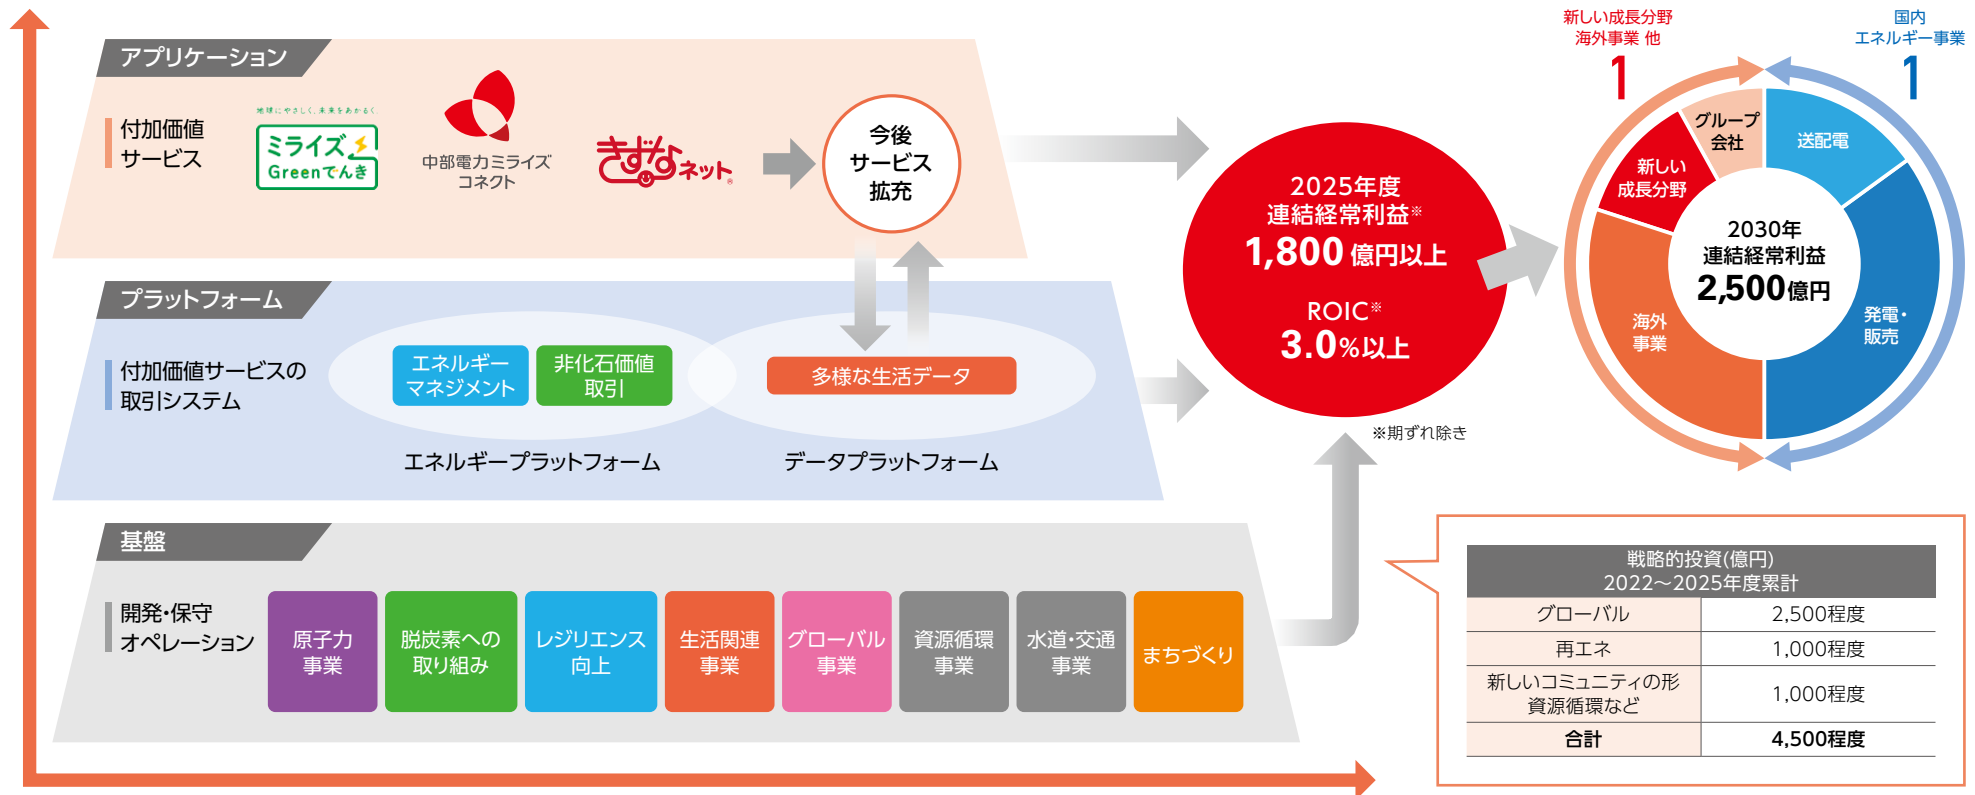 アプリケーション
付加価値
サービス
地球にやさしく、未来をあかるく
ミライズ
Greenでんき
中部電力ミライズ
コネクト
きずなネット®
今後
サービス
拡充
プラットフォーム
付加価値サービスの
取引システム
エネルギー
マネジメント
非化石価値
取引
多様な生活データ
エネルギープラットフォーム
データプラットフォーム
基盤
開発・保守
オペレーション
原子力
事業
脱炭素への
取り組み
レジリエンス
向上
生活関連
事業
グローバル
事業
資源循環
事業
水道・交通
事業
まちづくり
2025年度
連結経常利益※
1,800億円以上
ROIC※
3.0%以上
※期ずれ除き
新しい成長分野
海外事業 他
1
国内
エネルギー事業
1
グループ
会社
送配電
新しい
成長分野
海外
事業
発電・
販売
2030年
連結経常利益
2,500億円
戦略的投資(億円)
2022～2025年度累計
グローバル 2,500程度
再エネ 1,000程度
新しいコミュニティの形
資源循環など 1,000程度
合計 4,500程度